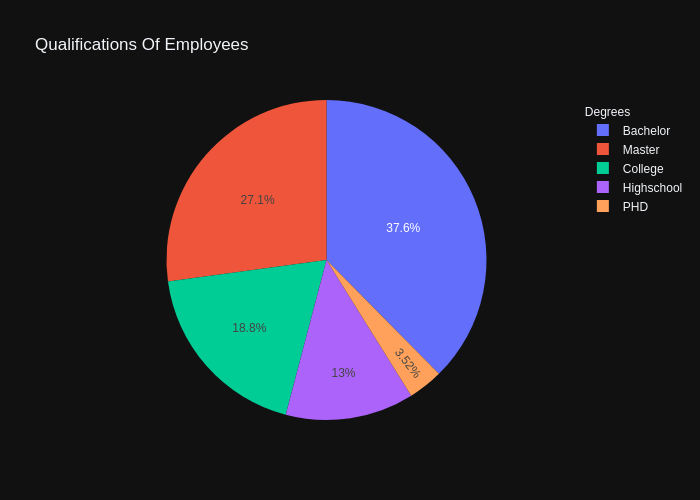 Qualifications Of Employees
Degrees
Bachelor
Master
College
Highschool
PHD
27.1%
37.6%
18.8%
3.52%
13%